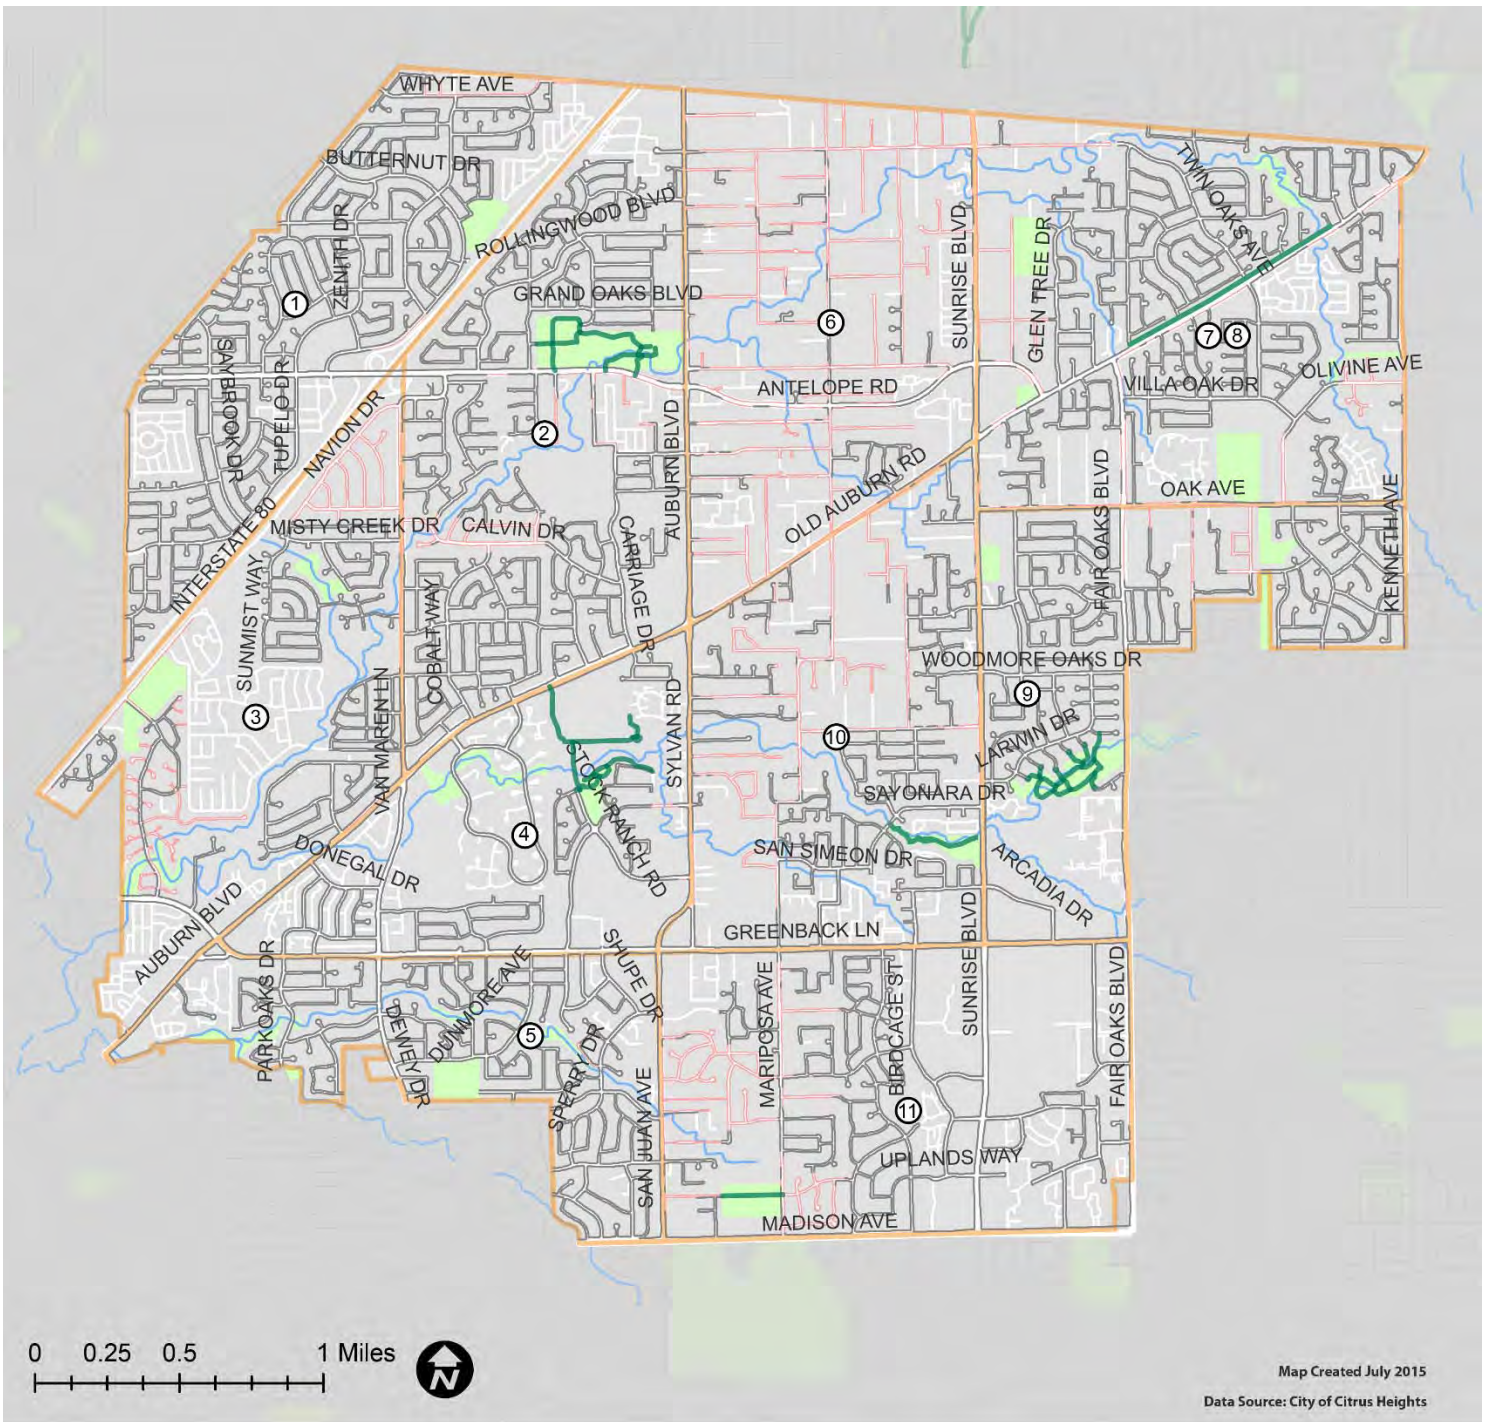 WHYTE AVE
BUTTERNUT DR
ZENITH DR
ROLLINGWOOD BLVD
TWIN OAKS AVE
SUNRISE BLVD
GLEN TREE DR
GRAND OAKS BLVD
1
6
7
8
SAYBROOK DR
TUPELO DR
NAVION DR
ANTELOPE RD
VILLA OAK DR
OLIVINE AVE
2
AUBURN BLVD
OLD AUBURN RD
FAIR OAKS BLVD
OAK AVE
KENNETH AVE
INTERSTATE 80
MISTY CREEK DR
CALVIN DR
CARRIAGE DR
SUNMIST WAY
COBALT WAY
VAN MAREN LN
WOODMORE OAKS DR
9
3
SYLVAN RD
10
LARWIN DR
STOCK RANCH RD
SAYONARA DR
4
DONEGAL DR
SAN SIMEON DR
ARCADIA DR
AUBURN BLVD
GREENBACK LN
SUNRISE BLVD
PARKOAKS DR
DEWEY DR
DUNMORE AVE
SHUPE DR
5
SPERRY DR
MARIPOSA AVE
BIRDCAGE ST
FAIR OAKS BLVD
SAN JUAN AVE
11
UPLANDS WAY
MADISON AVE
0 0.25 0.5 1 Miles
N
Map Created July 2015
Data Source: City of Citrus Heights